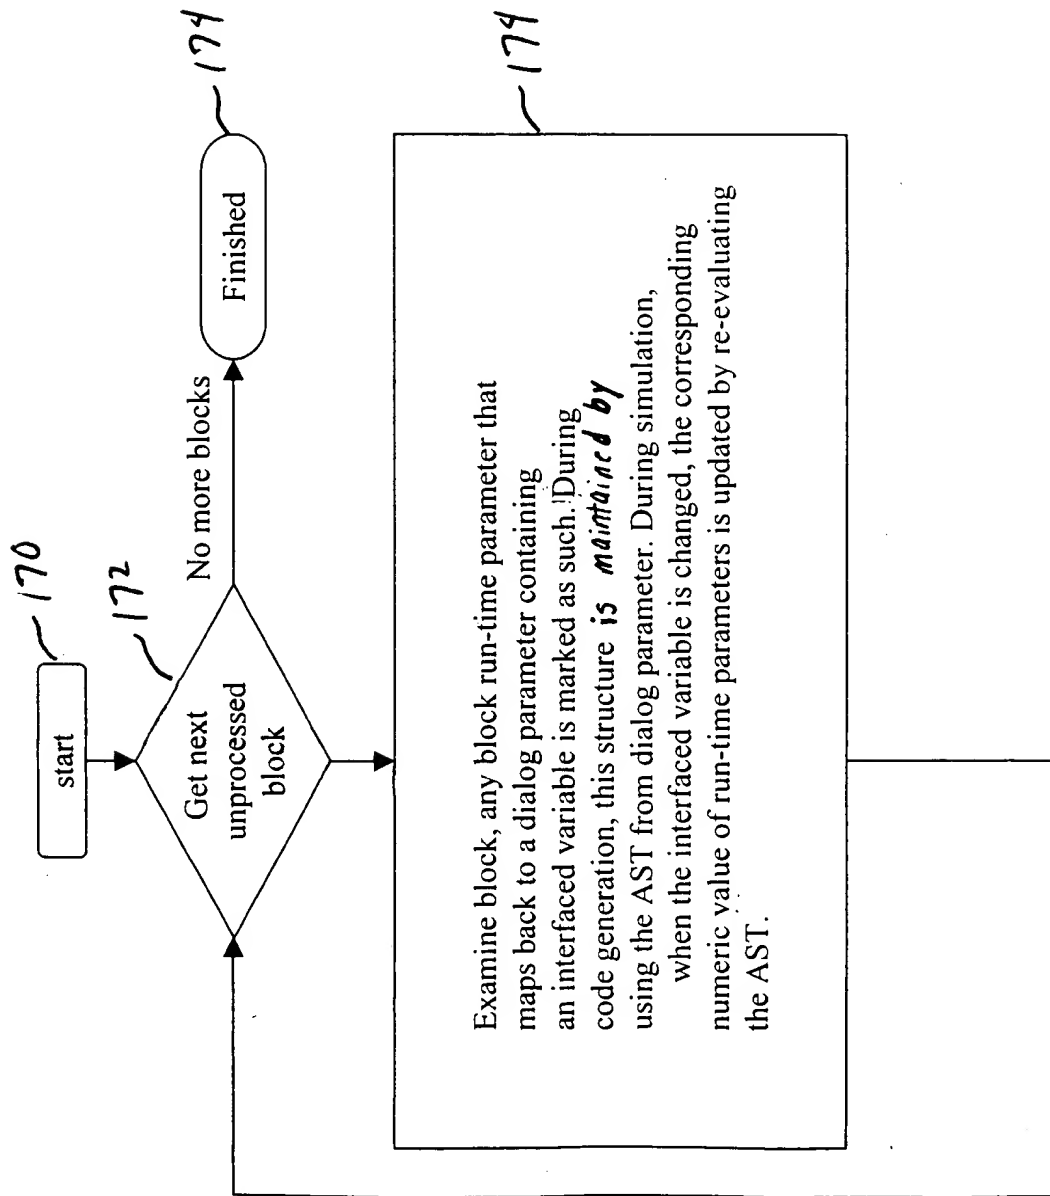 start
170
Get next
unprocessed
block
172
No more blocks
Finished
174
Examine block, any block run-time parameter that
maps back to a dialog parameter containing
an interfaced variable is marked as such. During
code generation, this structure is maintained by
using the AST from dialog parameter. During simulation,
when the interfaced variable is changed, the corresponding
numeric value of run-time parameters is updated by re-evaluating
the AST.
174